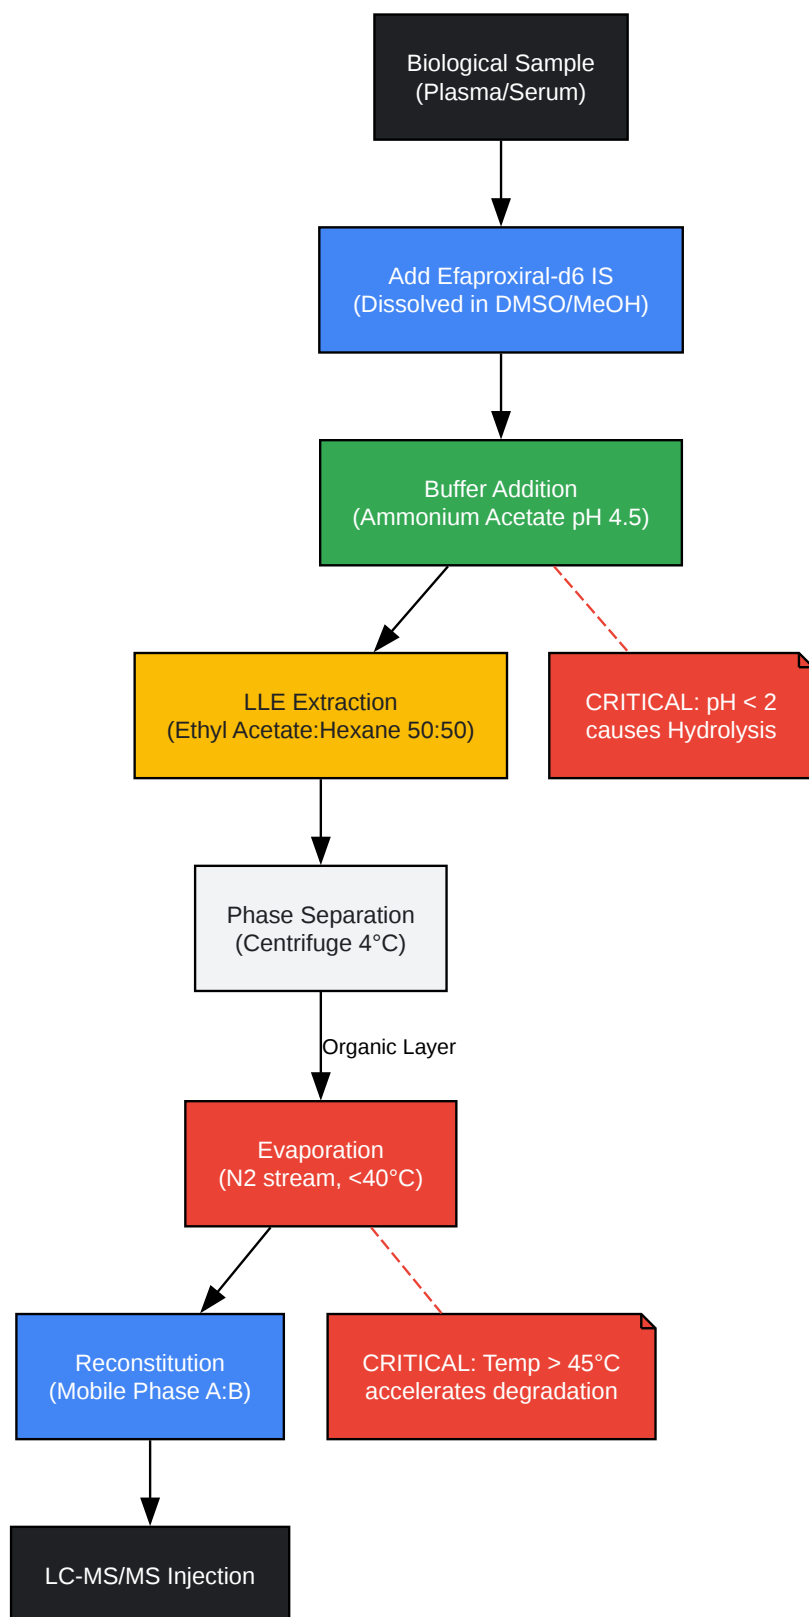 Biological Sample
(Plasma/Serum)
Add Efaproxiral-d6 IS
(Dissolved in DMSO/MeOH)
Buffer Addition
(Ammonium Acetate pH 4.5)
LLE Extraction
(Ethyl Acetate:Hexane 50:50)
CRITICAL: pH < 2
causes Hydrolysis
Phase Separation
(Centrifuge 4°C)
Organic Layer
Evaporation
(N2 stream, <40°C)
Reconstitution
(Mobile Phase A:B)
CRITICAL: Temp > 45°C
accelerates degradation
LC-MS/MS Injection